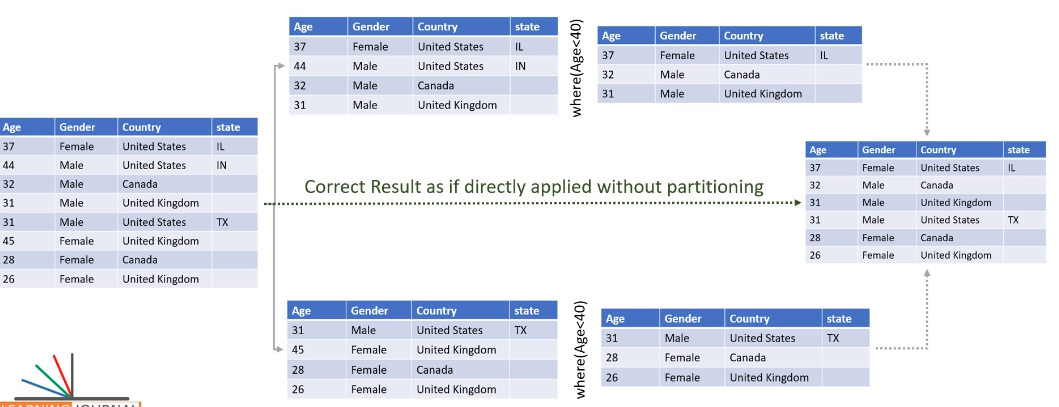 Age Gender Country state
37 Female United States IL
44 Male United States IN
32 Male Canada
31 Male United Kingdom
31 Male United States TX
45 Female United Kingdom
28 Female Canada
26 Female United Kingdom
Age Gender Country state
37 Female United States IL
44 Male United States IN
32 Male Canada
31 Male United Kingdom
where(Age<40)
Age Gender Country state
37 Female United States IL
32 Male Canada
31 Male United Kingdom
Correct Result as if directly applied without partitioning
Age Gender Country state
31 Male United States TX
45 Female United Kingdom
28 Female Canada
26 Female United Kingdom
where(Age<40)
Age Gender Country state
31 Male United States TX
28 Female Canada
26 Female United Kingdom
Age Gender Country state
37 Female United States IL
32 Male Canada
31 Male United Kingdom
31 Male United States TX
28 Female Canada
26 Female United Kingdom